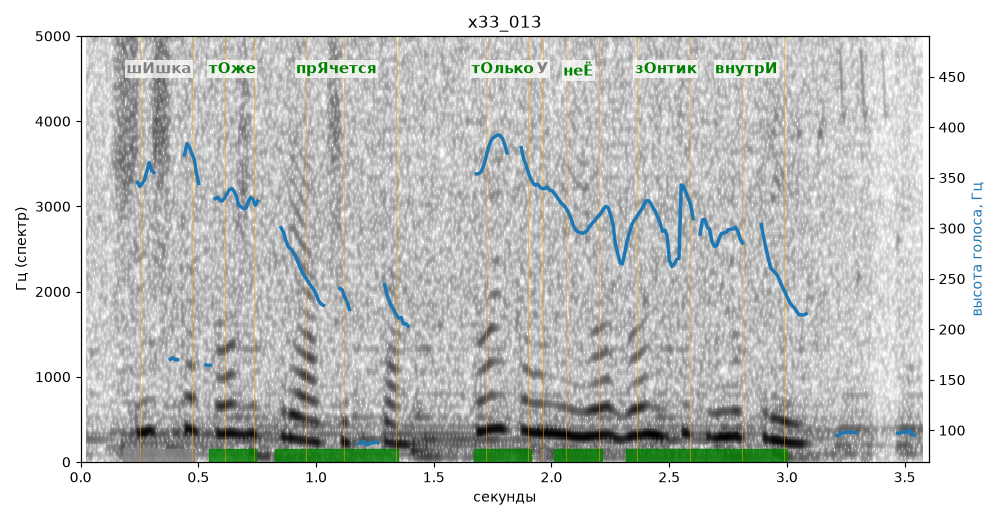 x33_013
шИшка тОже прЯчется тОлько У неЁ зОнтик внутрИ
5000
4000
3000
2000
1000
0
Гц (спектр)
450
400
350
300
250
200
150
100
высота голоса, Гц
0.0 0.5 1.0 1.5 2.0 2.5 3.0 3.5
секунды